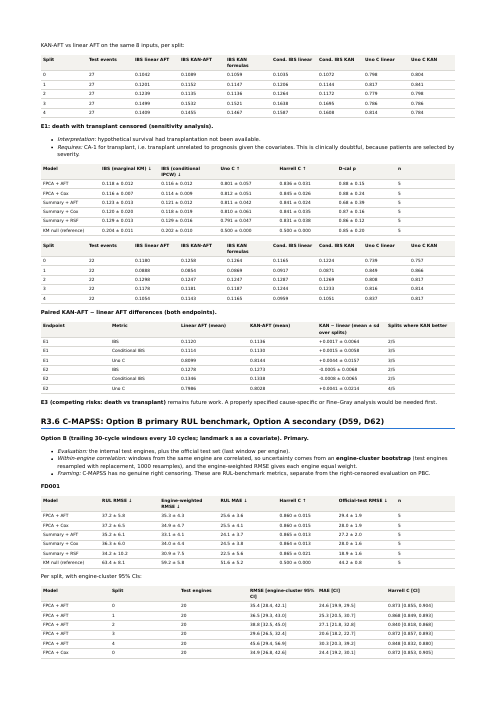 KAN-AFT vs linear AFT on the same 8 inputs, per split:
Split Test events IBS linear AFT IBS KAN-AFT IBS KAN formulas Cond. IBS linear Cond. IBS KAN Uno C linear Uno C KAN
0 27 0.1042 0.1089 0.1059 0.1035 0.1072 0.798 0.804
1 27 0.1201 0.1152 0.1147 0.1206 0.1144 0.817 0.841
2 27 0.1239 0.1135 0.1136 0.1264 0.1172 0.779 0.798
3 27 0.1499 0.1532 0.1521 0.1638 0.1695 0.786 0.786
4 27 0.1409 0.1455 0.1467 0.1587 0.1608 0.814 0.784
E1: death with transplant censored (sensitivity analysis).
• Interpretation: hypothetical survival had transplantation not been available.
• Requires: CA-1 for transplant, i.e. transplant unrelated to prognosis given the covariates. This is clinically doubtful, because patients are selected by
severity.
Model IBS (marginal KM) ↓ IBS (conditional IPCW) ↓ Uno C ↑ Harrell C ↑ D-cal p n
FPCA + AFT 0.118 ± 0.012 0.116 ± 0.012 0.801 ± 0.057 0.836 ± 0.031 0.88 ± 0.15 5
FPCA + Cox 0.116 ± 0.007 0.114 ± 0.009 0.812 ± 0.051 0.845 ± 0.026 0.88 ± 0.24 5
Summary + AFT 0.123 ± 0.013 0.121 ± 0.012 0.811 ± 0.042 0.841 ± 0.024 0.68 ± 0.39 5
Summary + Cox 0.120 ± 0.020 0.118 ± 0.019 0.810 ± 0.061 0.841 ± 0.035 0.87 ± 0.16 5
Summary + RSF 0.129 ± 0.013 0.129 ± 0.016 0.791 ± 0.047 0.831 ± 0.038 0.86 ± 0.12 5
KM null (reference) 0.204 ± 0.011 0.202 ± 0.010 0.500 ± 0.000 0.500 ± 0.000 0.85 ± 0.20 5
Split Test events IBS linear AFT IBS KAN-AFT IBS KAN formulas Cond. IBS linear Cond. IBS KAN Uno C linear Uno C KAN
0 22 0.1180 0.1258 0.1264 0.1165 0.1224 0.739 0.757
1 22 0.0888 0.0854 0.0869 0.0917 0.0871 0.849 0.866
2 22 0.1298 0.1247 0.1220 0.1287 0.1269 0.808 0.817
3 22 0.1178 0.1181 0.1187 0.1244 0.1233 0.816 0.814
4 22 0.1054 0.1143 0.1165 0.0959 0.1051 0.837 0.817
Paired KAN-AFT − linear AFT differences (both endpoints).
Endpoint Metric Linear AFT (mean) KAN-AFT (mean) KAN − linear (mean ± sd over splits) Splits where KAN better
E1 IBS 0.1120 0.1136 +0.0017 ± 0.0064 2/5
E1 Conditional IBS 0.1114 0.1130 +0.0015 ± 0.0058 3/5
E1 Uno C 0.8099 0.8144 +0.0044 ± 0.0157 3/5
E2 IBS 0.1278 0.1273 -0.0005 ± 0.0068 2/5
E2 Conditional IBS 0.1346 0.1338 -0.0008 ± 0.0065 2/5
E2 Uno C 0.7986 0.8028 +0.0041 ± 0.0214 4/5
E3 (competing risks: death vs transplant) remains future work. A properly specified cause-specific or Fine-Gray analysis would be needed first.
R3.6 C-MAPSS: Option B primary RUL benchmark, Option A secondary (D59, D62)
Option B (trailing 30-cycle windows every 10 cycles; landmark s as a covariate). Primary.
• Evaluation: the internal test engines, plus the official test set (last window per engine).
• Within-engine correlation: windows from the same engine are correlated, so uncertainty comes from an engine-cluster bootstrap (test engines
resampled with replacement, 1000 resamples), and the engine-weighted RMSE gives each engine equal weight.
• Framing: C-MAPSS has no genuine right censoring. These are RUL-benchmark metrics, separate from the right-censored evaluation on PBC.
FD001
Model RUL RMSE ↓ Engine-weighted RMSE ↓ RUL MAE ↓ Harrell C ↑ Official-test RMSE ↓ n
FPCA + AFT 37.2 ± 5.8 35.3 ± 4.3 25.6 ± 3.6 0.860 ± 0.015 29.4 ± 1.9 5
FPCA + Cox 37.2 ± 6.5 34.9 ± 4.7 25.1 ± 4.1 0.860 ± 0.015 28.0 ± 1.9 5
Summary + AFT 35.2 ± 6.1 33.1 ± 4.1 24.1 ± 3.7 0.865 ± 0.013 27.2 ± 2.0 5
Summary + Cox 36.3 ± 6.0 34.0 ± 4.4 24.5 ± 3.8 0.864 ± 0.013 28.0 ± 1.6 5
Summary + RSF 34.2 ± 10.2 30.9 ± 7.5 22.5 ± 5.6 0.865 ± 0.021 18.9 ± 1.6 5
KM null (reference) 63.4 ± 8.1 59.2 ± 5.8 51.6 ± 5.2 0.500 ± 0.000 44.2 ± 0.8 5
Per split, with engine-cluster 95% CIs:
Model Split Test engines RMSE [engine-cluster 95% CI] MAE [CI] Harrell C [CI]
FPCA + AFT 0 20 35.4 [28.4, 42.1] 24.6 [19.9, 29.5] 0.873 [0.855, 0.904]
FPCA + AFT 1 20 36.5 [29.3, 43.0] 25.3 [20.5, 30.7] 0.868 [0.849, 0.893]
FPCA + AFT 2 20 38.8 [32.5, 45.0] 27.1 [21.8, 32.8] 0.840 [0.818, 0.868]
FPCA + AFT 3 20 29.6 [26.5, 32.4] 20.6 [18.2, 22.7] 0.872 [0.857, 0.893]
FPCA + AFT 4 20 45.6 [29.4, 56.9] 30.3 [20.3, 39.2] 0.848 [0.832, 0.880]
FPCA + Cox 0 20 34.9 [26.8, 42.6] 24.4 [19.2, 30.1] 0.872 [0.853, 0.905]